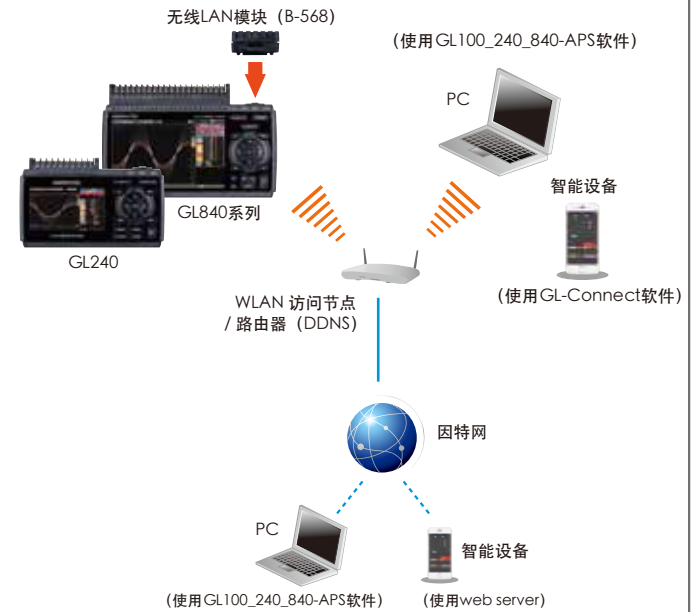 无线LAN模块（B-568）
（使用GL100_240_840-APS软件）
PC
智能设备
GL840系列
GL240
（使用GL-Connect软件）
WLAN 访问节点
/ 路由器（DDNS）
因特网
PC
智能设备
（使用GL100_240_840-APS软件）
（使用web server）